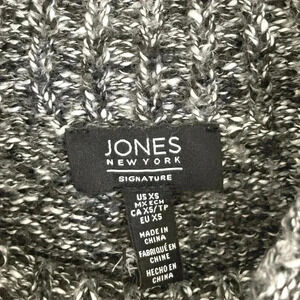 JONES
NEW YORK
SIGNATURE
US XS
MX ECH
CA XS/TP
EU XS
MADE IN
CHINA
FABRIQUÉ EN
CHINE
HECHO EN
CHINA